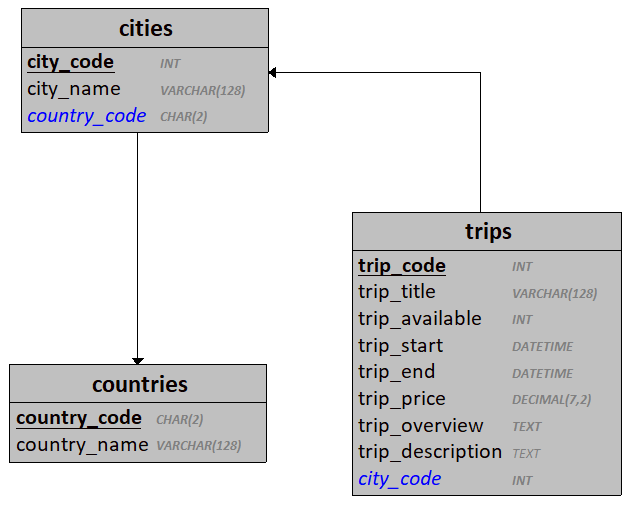 cities
city_code INT
city_name VARCHAR(128)
country_code CHAR(2)
trips
trip_code INT
trip_title VARCHAR(128)
trip_available INT
trip_start DATETIME
trip_end DATETIME
trip_price DECIMAL(7,2)
trip_overview TEXT
trip_description TEXT
city_code INT
countries
country_code CHAR(2)
country_name VARCHAR(128)